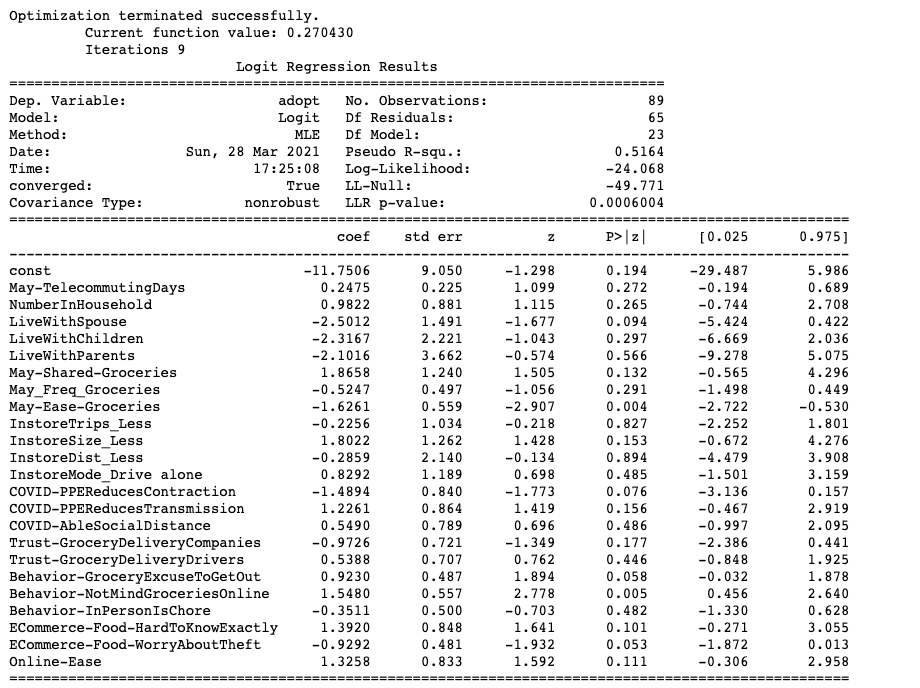 Optimization terminated successfully.
         Current function value: 0.270430
         Iterations 9
                           Logit Regression Results
==============================================================================
Dep. Variable:                  adopt   No. Observations:                   89
Model:                          Logit   Df Residuals:                       65
Method:                           MLE   Df Model:                           23
Date:                Sun, 28 Mar 2021   Pseudo R-squ.:                  0.5164
Time:                        17:25:08   Log-Likelihood:                -24.068
converged:                       True   LL-Null:                       -49.771
Covariance Type:            nonrobust   LLR p-value:                 0.0006004
====================================================================================================
                                       coef    std err          z      P>|z|      [0.025      0.975]
----------------------------------------------------------------------------------------------------
const                              -11.7506      9.050     -1.298      0.194     -29.487       5.986
May-TelecommutingDays                0.2475      0.225      1.099      0.272      -0.194       0.689
NumberInHousehold                    0.9822      0.881      1.115      0.265      -0.744       2.708
LiveWithSpouse                      -2.5012      1.491     -1.677      0.094      -5.424       0.422
LiveWithChildren                    -2.3167      2.221     -1.043      0.297      -6.669       2.036
LiveWithParents                     -2.1016      3.662     -0.574      0.566      -9.278       5.075
May-Shared-Groceries                 1.8658      1.240      1.505      0.132      -0.565       4.296
May_Freq_Groceries                  -0.5247      0.497     -1.056      0.291      -1.498       0.449
May-Ease-Groceries                  -1.6261      0.559     -2.907      0.004      -2.722      -0.530
InstoreTrips_Less                   -0.2256      1.034     -0.218      0.827      -2.252       1.801
InstoreSize_Less                     1.8022      1.262      1.428      0.153      -0.672       4.276
InstoreDist_Less                    -0.2859      2.140     -0.134      0.894      -4.479       3.908
InstoreMode_Drive alone              0.8292      1.189      0.698      0.485      -1.501       3.159
COVID-PPEReducesContraction         -1.4894      0.840     -1.773      0.076      -3.136       0.157
COVID-PPEReducesTransmission         1.2261      0.864      1.419      0.156      -0.467       2.919
COVID-AbleSocialDistance             0.5490      0.789      0.696      0.486      -0.997       2.095
Trust-GroceryDeliveryCompanies      -0.9726      0.721     -1.349      0.177      -2.386       0.441
Trust-GroceryDeliveryDrivers         0.5388      0.707      0.762      0.446      -0.848       1.925
Behavior-GroceryExcuseToGetOut       0.9230      0.487      1.894      0.058      -0.032       1.878
Behavior-NotMindGroceriesOnline      1.5480      0.557      2.778      0.005       0.456       2.640
Behavior-InPersonIsChore            -0.3511      0.500     -0.703      0.482      -1.330       0.628
ECommerce-Food-HardToKnowExactly     1.3920      0.848      1.641      0.101      -0.271       3.055
ECommerce-Food-WorryAboutTheft      -0.9292      0.481     -1.932      0.053      -1.872       0.013
Online-Ease                          1.3258      0.833      1.592      0.111      -0.306       2.958
====================================================================================================